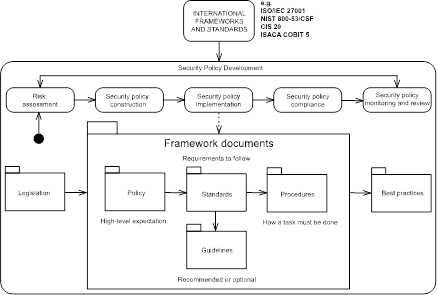 INTERNATIONAL
FRAMEWORKS
AND STANDARDS
e.g.
ISO/IEC 27001
NIST 800-53/CSF
CIS 20
ISACA COBIT 5
Security Policy Development
Risk
assessment
Security policy
construction
Security policy
implementation
Security policy
compliance
Security policy
monitoring and review
Framework documents
Requirements to follow
Legislation
Policy
Standards
Procedures
Best practices
High-level expectation
How a task must be done
Guidelines
Recommended or optional